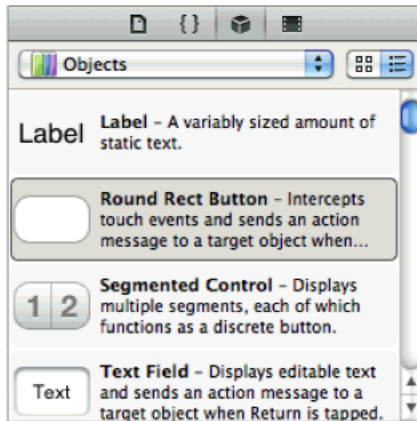 { }
Objects
Label
Label – A variably sized amount of
static text.
Round Rect Button – Intercepts
touch events and sends an action
message to a target object when...
1 2
Segmented Control – Displays
multiple segments, each of which
functions as a discrete button.
Text
Text Field – Displays editable text
and sends an action message to a
target object when Return is tapped.